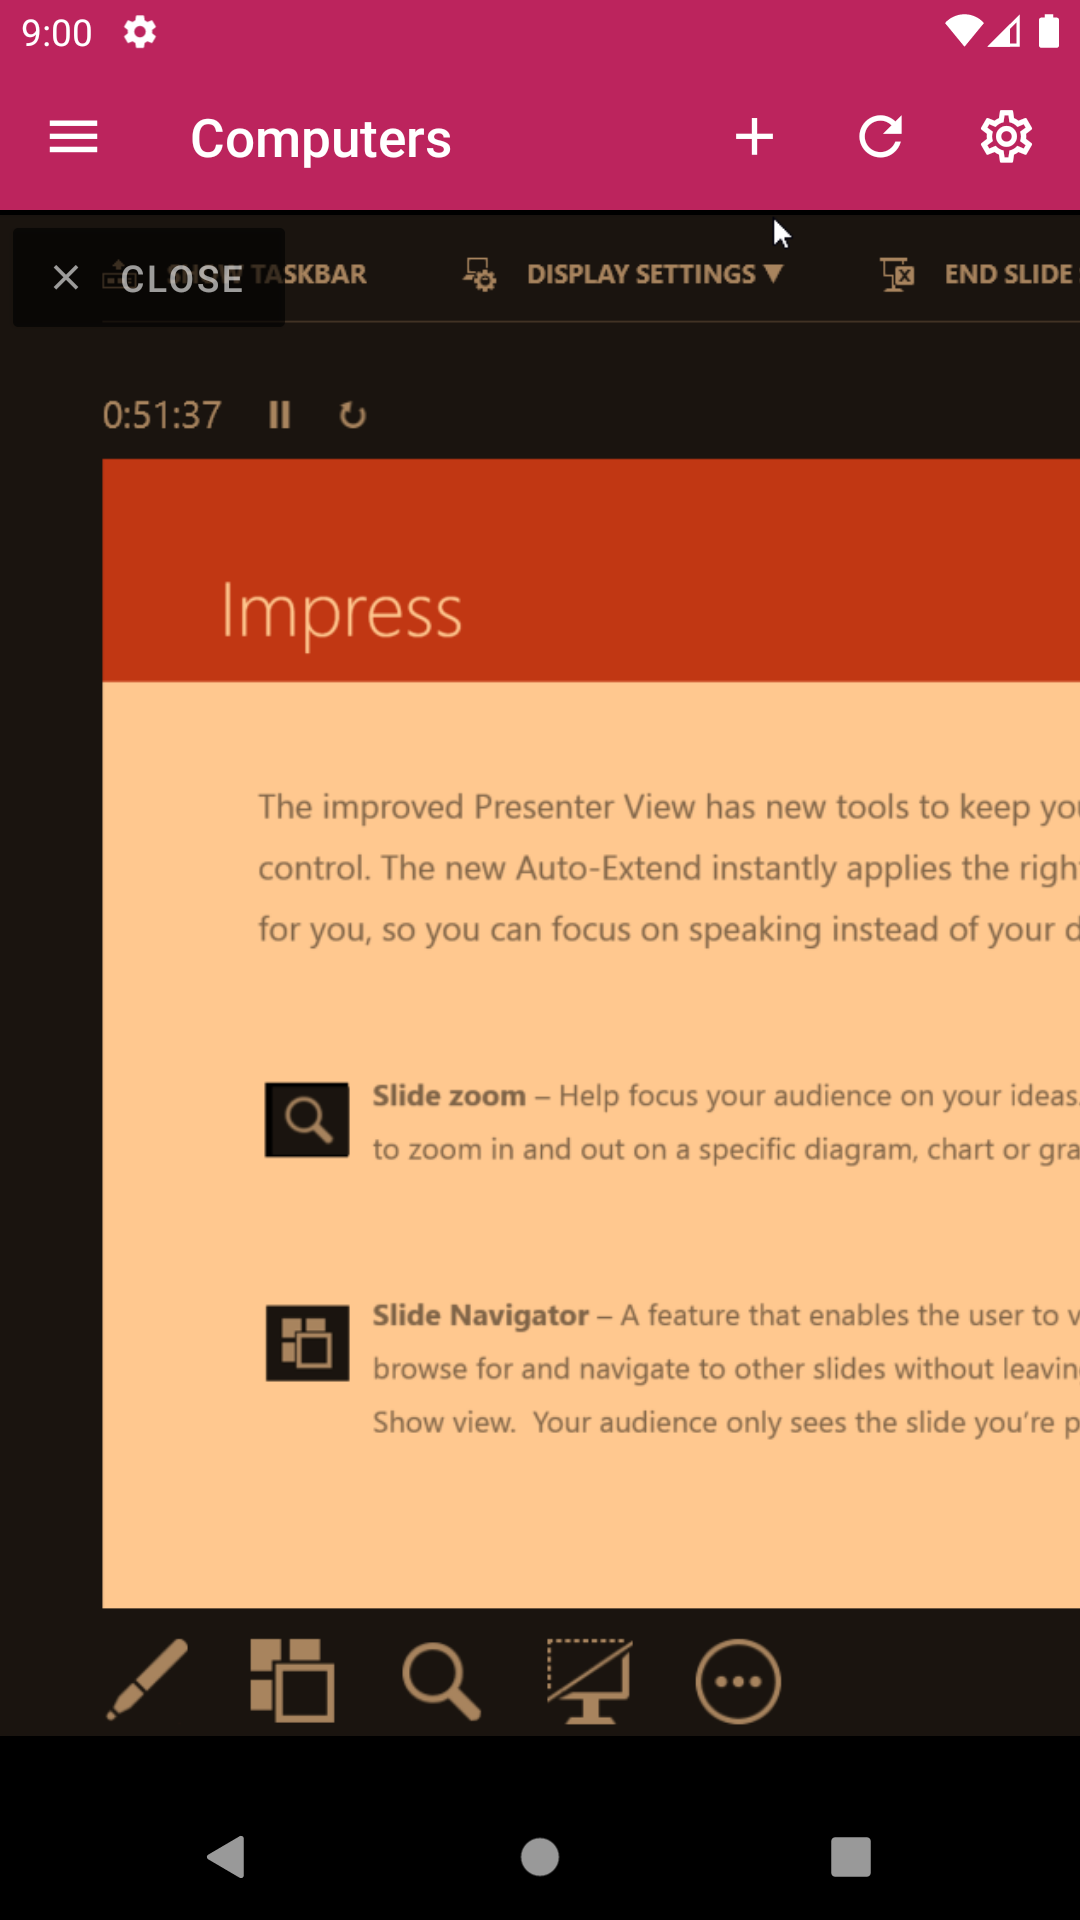 9:00
Computers
CLOSE
SHOW TASKBAR
DISPLAY SETTINGS ▼
END SLIDE
0:51:37
Impress
The improved Presenter View has new tools to keep you
control. The new Auto-Extend instantly applies the right
for you, so you can focus on speaking instead of your d
Slide zoom – Help focus your audience on your ideas.
to zoom in and out on a specific diagram, chart or gra
Slide Navigator – A feature that enables the user to v
browse for and navigate to other slides without leavin
Show view.  Your audience only sees the slide you’re p